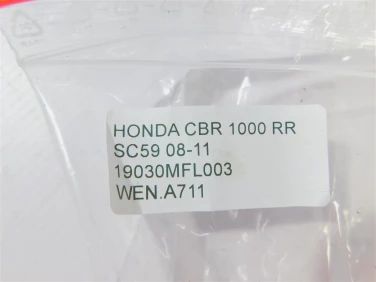 HONDA CBR 1000 RR
SC59 08-11
19030MFL003
WEN.A711